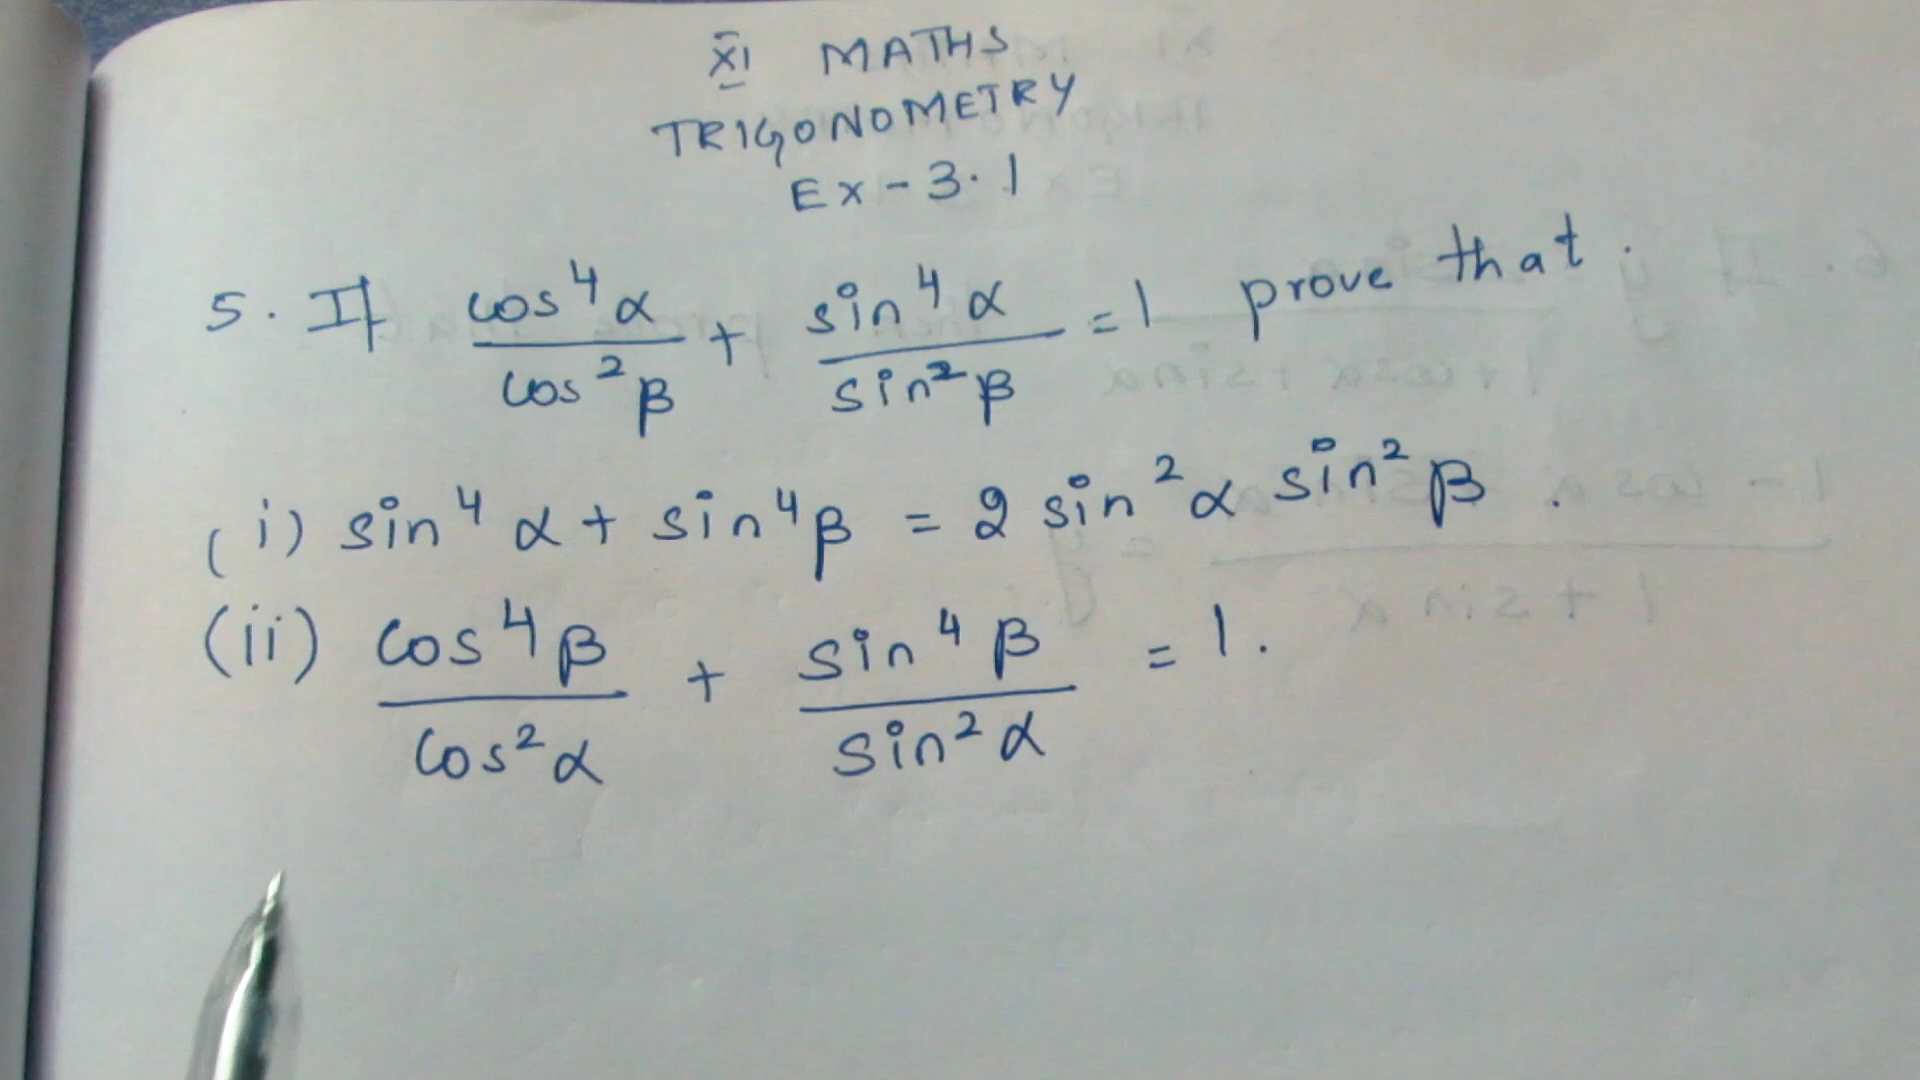 XI MATHS
TRIGONOMETRY
Ex - 3.1
5. If cos⁴α/cos²β + sin⁴α/sin²β = 1 prove that.
(i) sin⁴α + sin⁴β = 2 sin²α sin²β.
(ii) cos⁴β/cos²α + sin⁴β/sin²α = 1.